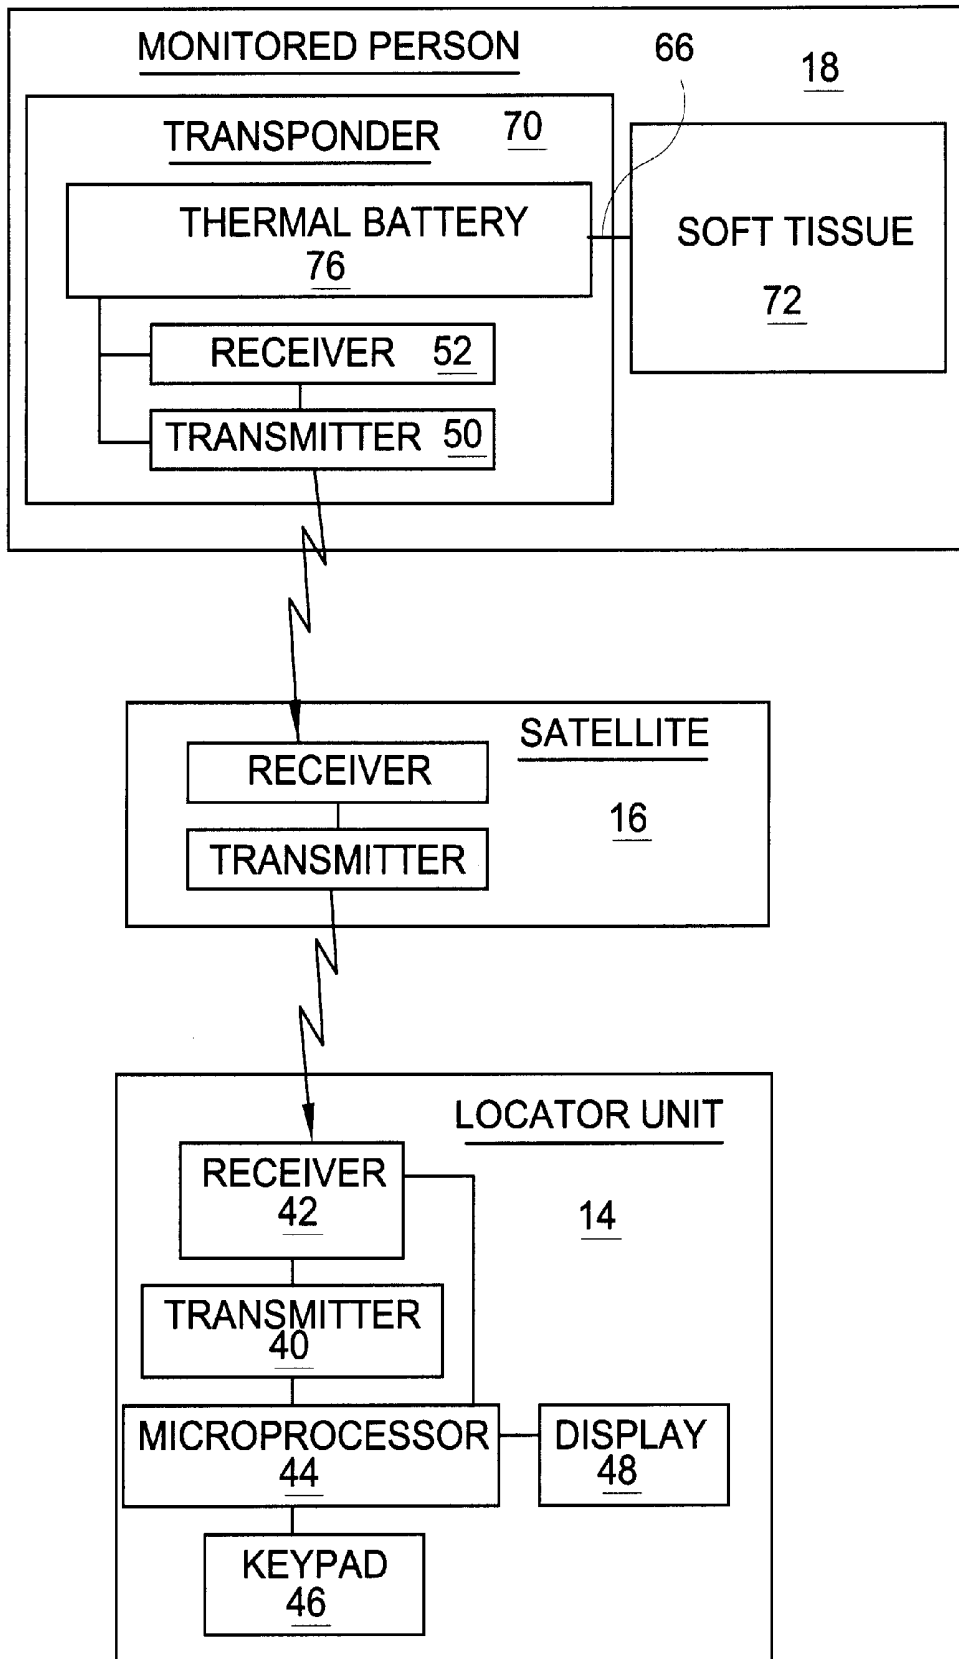 MONITORED PERSON
66
18
TRANSPONDER
70
THERMAL BATTERY
76
SOFT TISSUE
72
RECEIVER 52
TRANSMITTER 50
SATELLITE
16
RECEIVER
TRANSMITTER
LOCATOR UNIT
14
RECEIVER
42
TRANSMITTER
40
MICROPROCESSOR
44
DISPLAY
48
KEYPAD
46